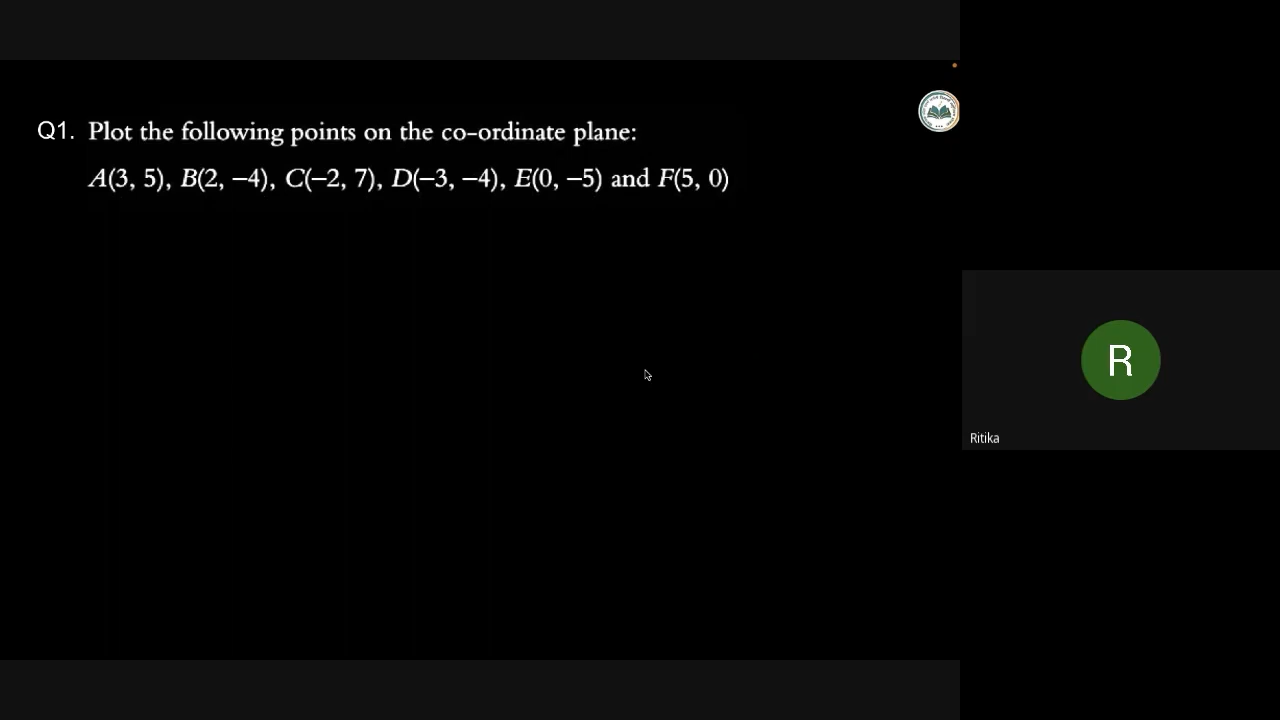 Q1. Plot the following points on the co-ordinate plane:
A(3, 5), B(2, −4), C(−2, 7), D(−3, −4), E(0, −5) and F(5, 0)
R
Ritika